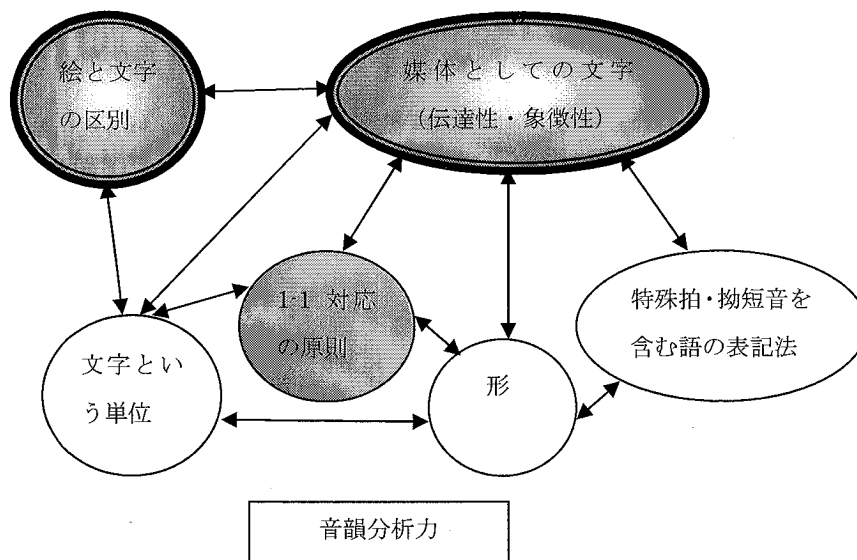 絵と文字
の区別
媒体としての文字
(伝達性・象徴性)
1-1 対応
の原則
特殊拍・拗短音を
含む語の表記法
文字とい
う単位
形
音韻分析力